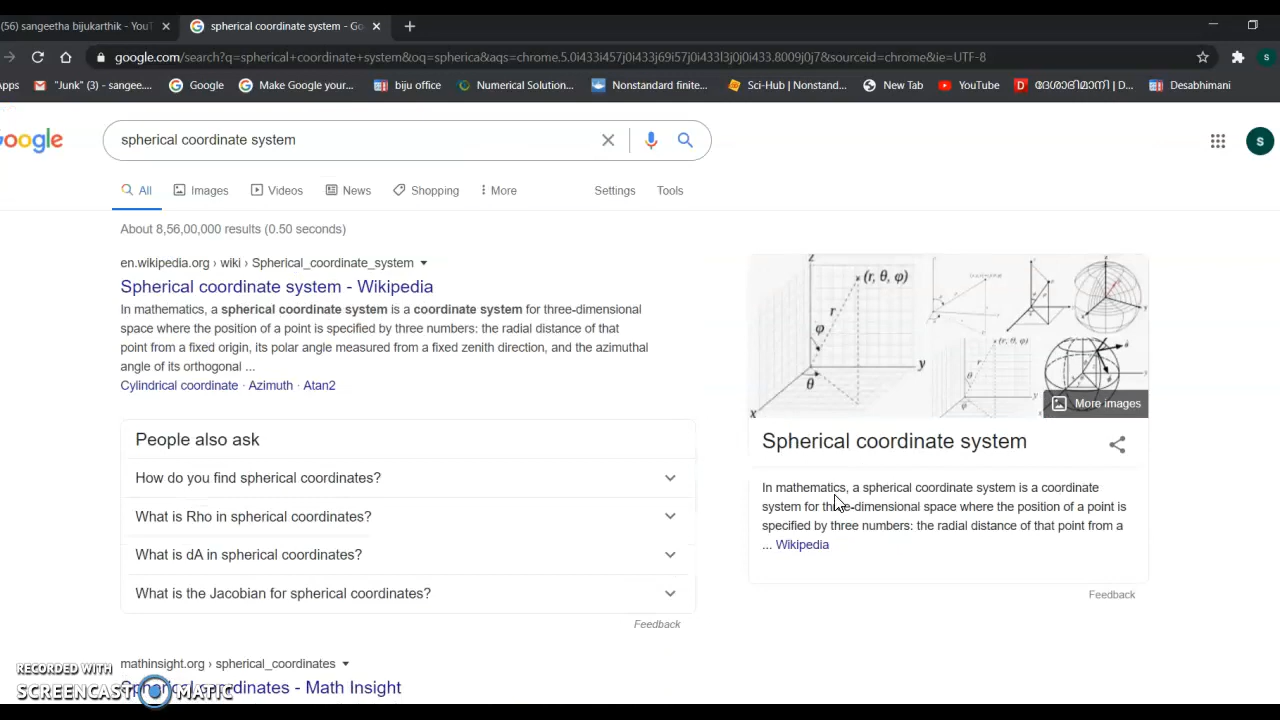 (56) sangeetha bijukarthik - YouT
spherical coordinate system - Go
google.com/search?q=spherical+coordinate+system&oq=spherica&aqs=chrome.5.0i433i457j0i433j69i57j0i433l3j0j0i433.8009j0j7&sourceid=chrome&ie=UTF-8
s
Apps
"Junk" (3) - sangee....
Google
Make Google your...
biju office
Numerical Solution...
Nonstandard finite...
Sci-Hub | Nonstand...
New Tab
YouTube
D ദേശാഭിമാനി | D...
Desabhimani
Google
spherical coordinate system
s
All
Images
Videos
News
Shopping
More
Settings
Tools
About 8,56,00,000 results (0.50 seconds)
en.wikipedia.org › wiki › Spherical_coordinate_system
Spherical coordinate system - Wikipedia
In mathematics, a spherical coordinate system is a coordinate system for three-dimensional
space where the position of a point is specified by three numbers: the radial distance of that
point from a fixed origin, its polar angle measured from a fixed zenith direction, and the azimuthal
angle of its orthogonal ...
Cylindrical coordinate · Azimuth · Atan2
People also ask
How do you find spherical coordinates?
What is Rho in spherical coordinates?
What is dA in spherical coordinates?
What is the Jacobian for spherical coordinates?
Feedback
mathinsight.org › spherical_coordinates
Spherical coordinates - Math Insight
z
(r, θ, φ)
r
φ
y
θ
x
More images
Spherical coordinate system
In mathematics, a spherical coordinate system is a coordinate
system for three-dimensional space where the position of a point is
specified by three numbers: the radial distance of that point from a
... Wikipedia
Feedback
RECORDED WITH
SCREENCAST MATIC